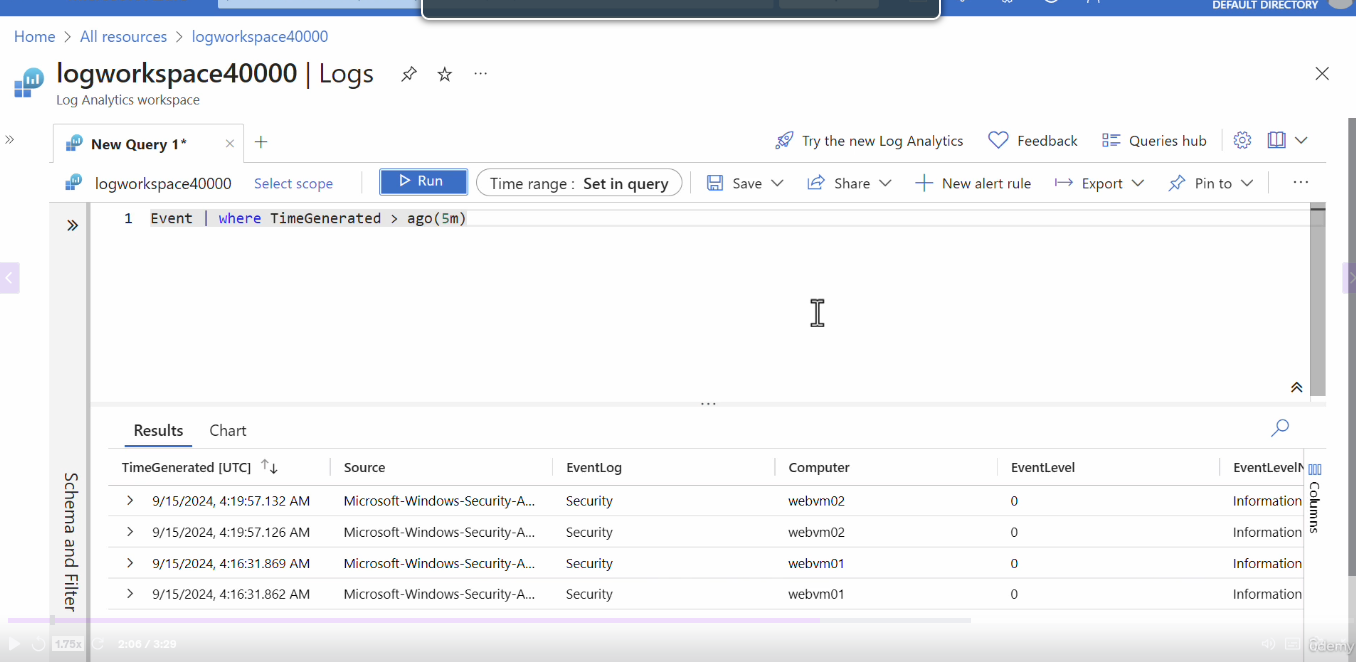 DEFAULT DIRECTORY
Home > All resources > logworkspace40000
logworkspace40000 | Logs ...
Log Analytics workspace
New Query 1*
Try the new Log Analytics Feedback Queries hub
logworkspace40000 Select scope Run Time range : Set in query Save Share New alert rule Export Pin to ...
1 Event | where TimeGenerated > ago(5m)
Schema and Filter
Results Chart
TimeGenerated [UTC] Source EventLog Computer EventLevel EventLevelN
Columns
9/15/2024, 4:19:57.132 AM Microsoft-Windows-Security-A... Security webvm02 0 Information
9/15/2024, 4:19:57.126 AM Microsoft-Windows-Security-A... Security webvm02 0 Information
9/15/2024, 4:16:31.869 AM Microsoft-Windows-Security-A... Security webvm01 0 Information
9/15/2024, 4:16:31.862 AM Microsoft-Windows-Security-A... Security webvm01 0 Information
1.75x 2:06 / 3:29
ûdemy